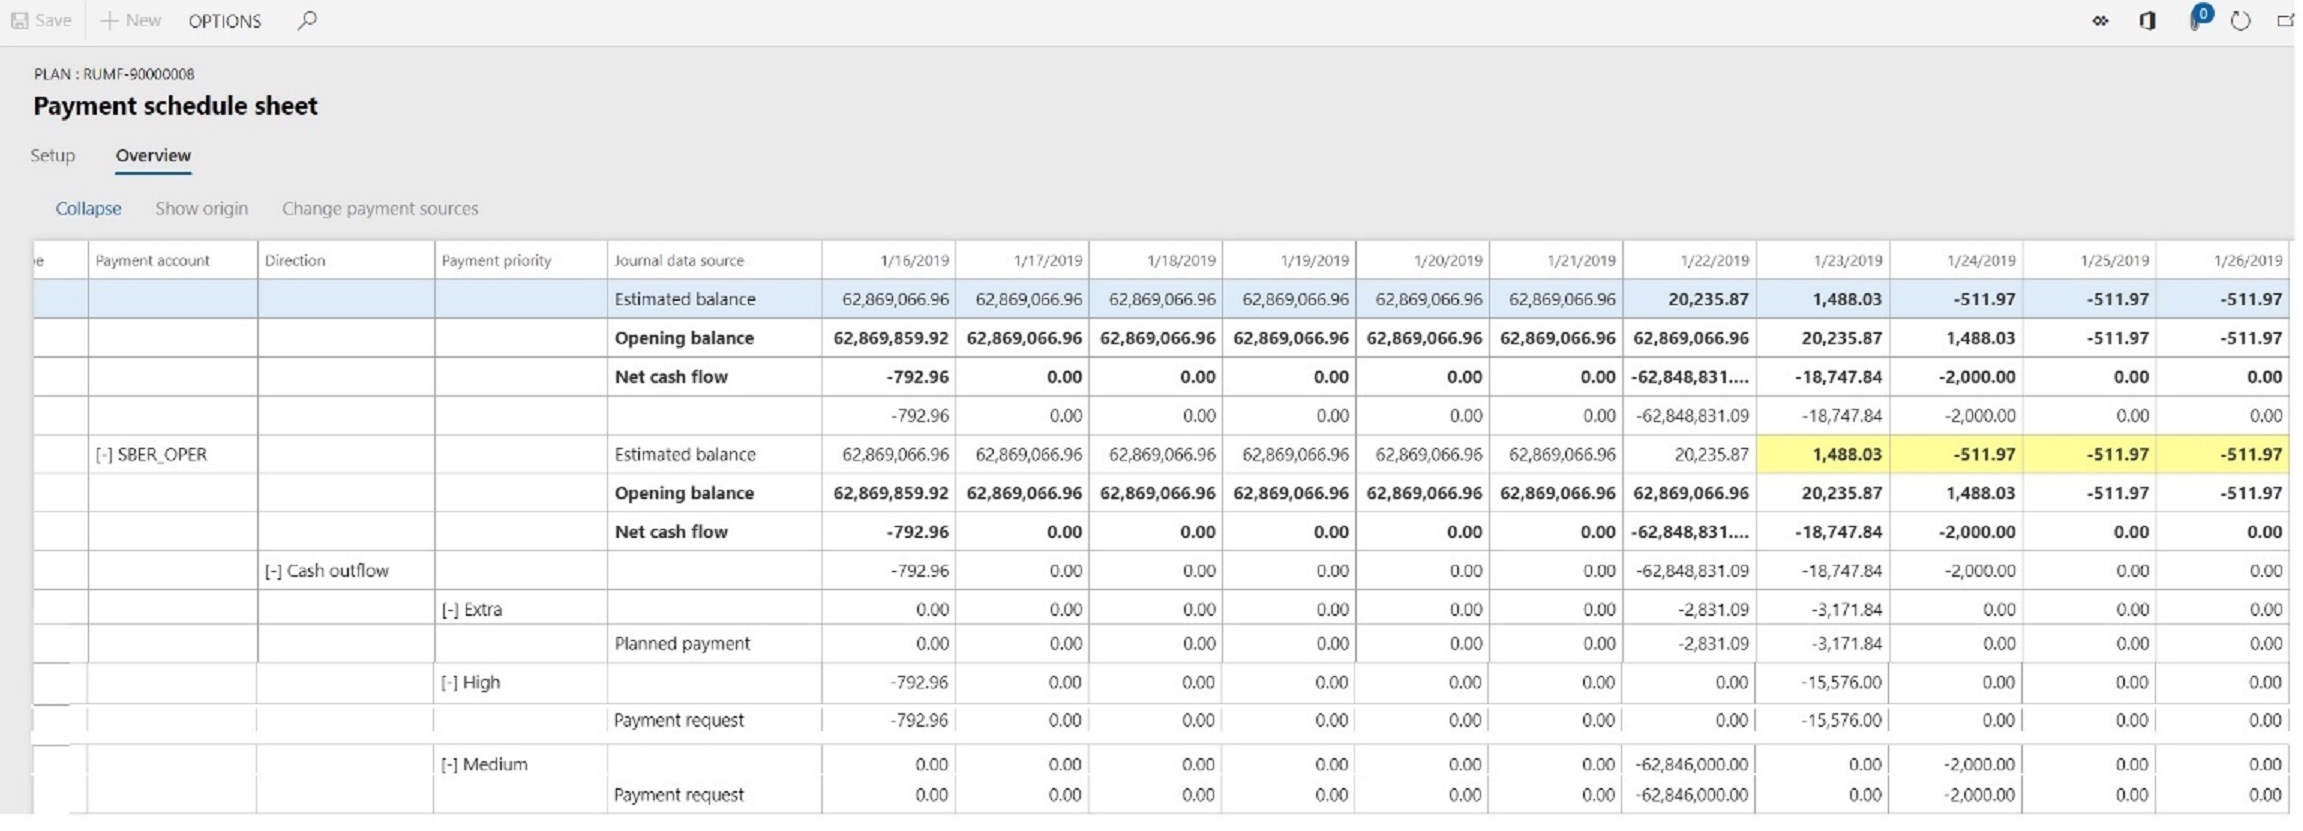 Save New OPTIONS 0
PLAN : RUMF-90000008
Payment schedule sheet
Setup Overview
Collapse Show origin Change payment sources
e Payment account Direction Payment priority Journal data source 1/16/2019 1/17/2019 1/18/2019 1/19/2019 1/20/2019 1/21/2019 1/22/2019 1/23/2019 1/24/2019 1/25/2019 1/26/2019
Estimated balance 62,869,066.96 62,869,066.96 62,869,066.96 62,869,066.96 62,869,066.96 62,869,066.96 20,235.87 1,488.03 -511.97 -511.97 -511.97
Opening balance 62,869,859.92 62,869,066.96 62,869,066.96 62,869,066.96 62,869,066.96 62,869,066.96 62,869,066.96 20,235.87 1,488.03 -511.97 -511.97
Net cash flow -792.96 0.00 0.00 0.00 0.00 0.00 -62,848,831.... -18,747.84 -2,000.00 0.00 0.00
-792.96 0.00 0.00 0.00 0.00 0.00 -62,848,831.09 -18,747.84 -2,000.00 0.00 0.00
[-] SBER_OPER Estimated balance 62,869,066.96 62,869,066.96 62,869,066.96 62,869,066.96 62,869,066.96 62,869,066.96 20,235.87 1,488.03 -511.97 -511.97 -511.97
Opening balance 62,869,859.92 62,869,066.96 62,869,066.96 62,869,066.96 62,869,066.96 62,869,066.96 62,869,066.96 20,235.87 1,488.03 -511.97 -511.97
Net cash flow -792.96 0.00 0.00 0.00 0.00 0.00 -62,848,831.... -18,747.84 -2,000.00 0.00 0.00
[-] Cash outflow -792.96 0.00 0.00 0.00 0.00 0.00 -62,848,831.09 -18,747.84 -2,000.00 0.00 0.00
[-] Extra 0.00 0.00 0.00 0.00 0.00 0.00 -2,831.09 -3,171.84 0.00 0.00 0.00
Planned payment 0.00 0.00 0.00 0.00 0.00 0.00 -2,831.09 -3,171.84 0.00 0.00 0.00
[-] High -792.96 0.00 0.00 0.00 0.00 0.00 0.00 -15,576.00 0.00 0.00 0.00
Payment request -792.96 0.00 0.00 0.00 0.00 0.00 0.00 -15,576.00 0.00 0.00 0.00
[-] Medium 0.00 0.00 0.00 0.00 0.00 0.00 -62,846,000.00 0.00 -2,000.00 0.00 0.00
Payment request 0.00 0.00 0.00 0.00 0.00 0.00 -62,846,000.00 0.00 -2,000.00 0.00 0.00